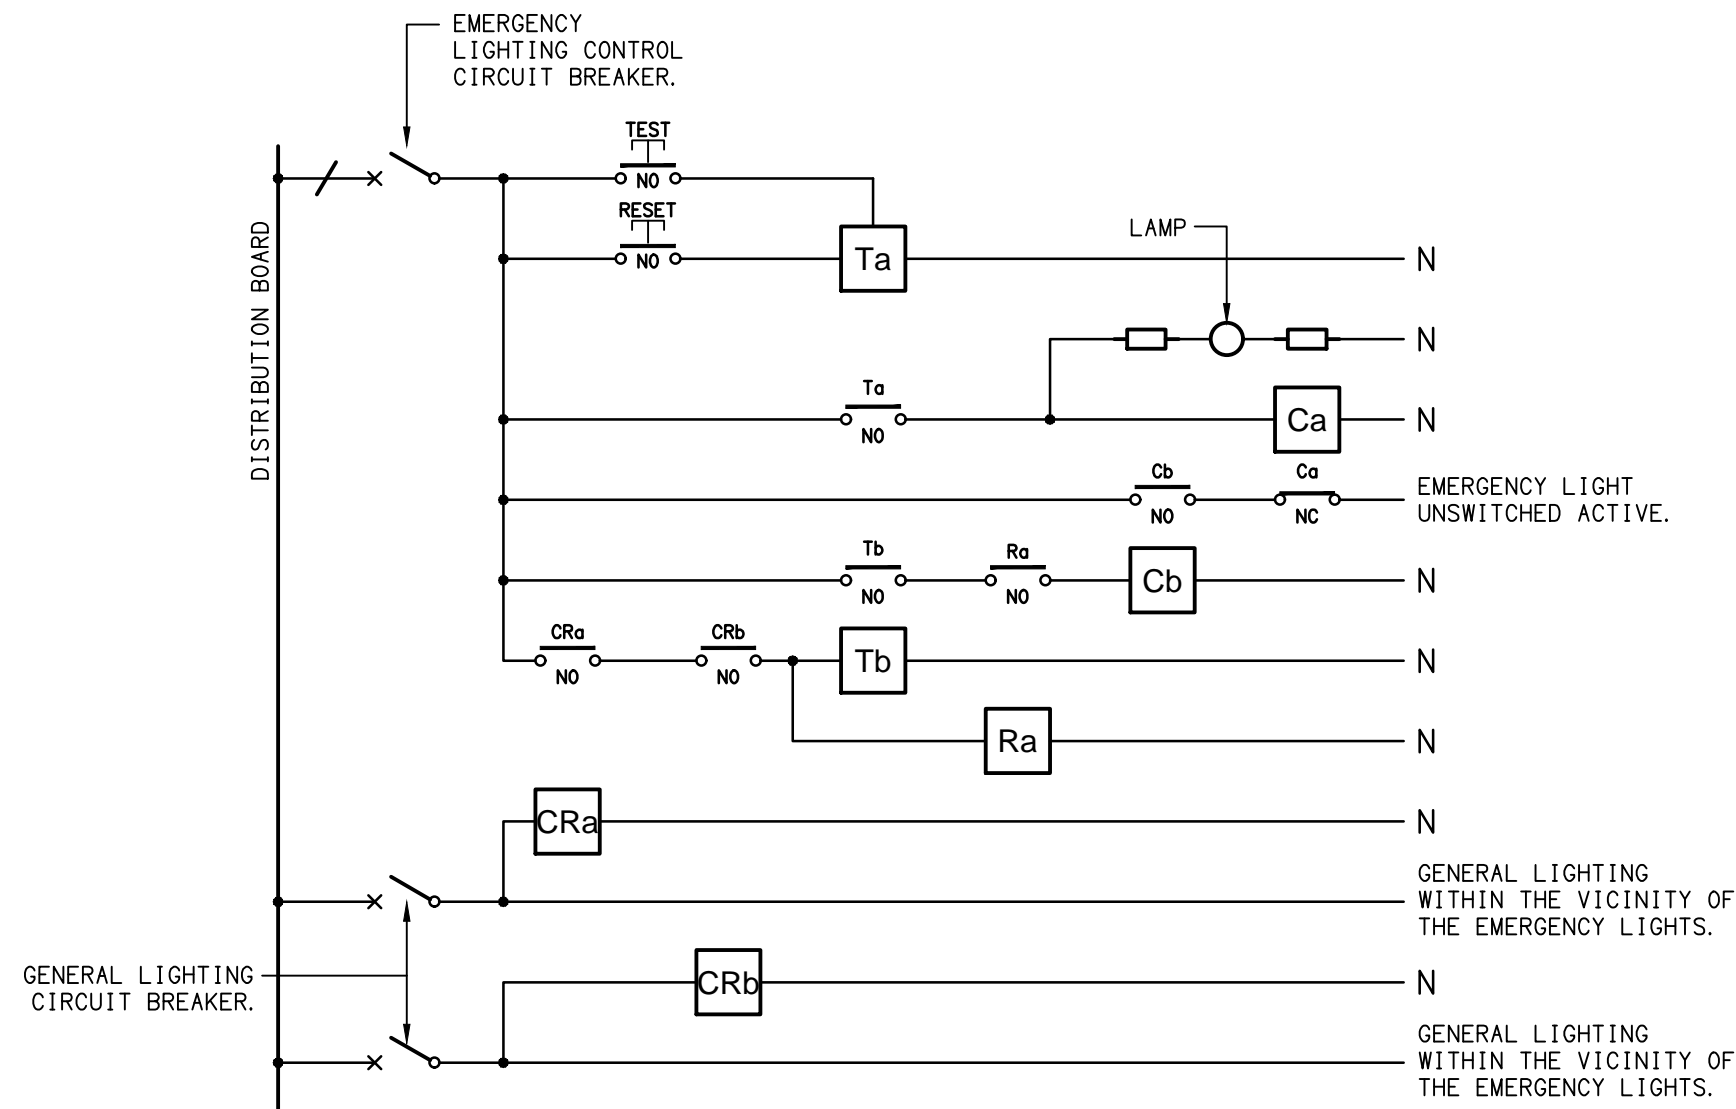 EMERGENCY
LIGHTING CONTROL
CIRCUIT BREAKER.
TEST
NO
RESET
NO
Ta
N
LAMP
N
Ta
NO
Ca
N
Cb
NO
Ca
NC
EMERGENCY LIGHT
UNSWITCHED ACTIVE.
Tb
NO
Ra
NO
Cb
N
CRa
NO
CRb
NO
Tb
N
Ra
N
DISTRIBUTION BOARD
CRa
N
GENERAL LIGHTING
WITHIN THE VICINITY OF
THE EMERGENCY LIGHTS.
GENERAL LIGHTING
CIRCUIT BREAKER.
CRb
N
GENERAL LIGHTING
WITHIN THE VICINITY OF
THE EMERGENCY LIGHTS.